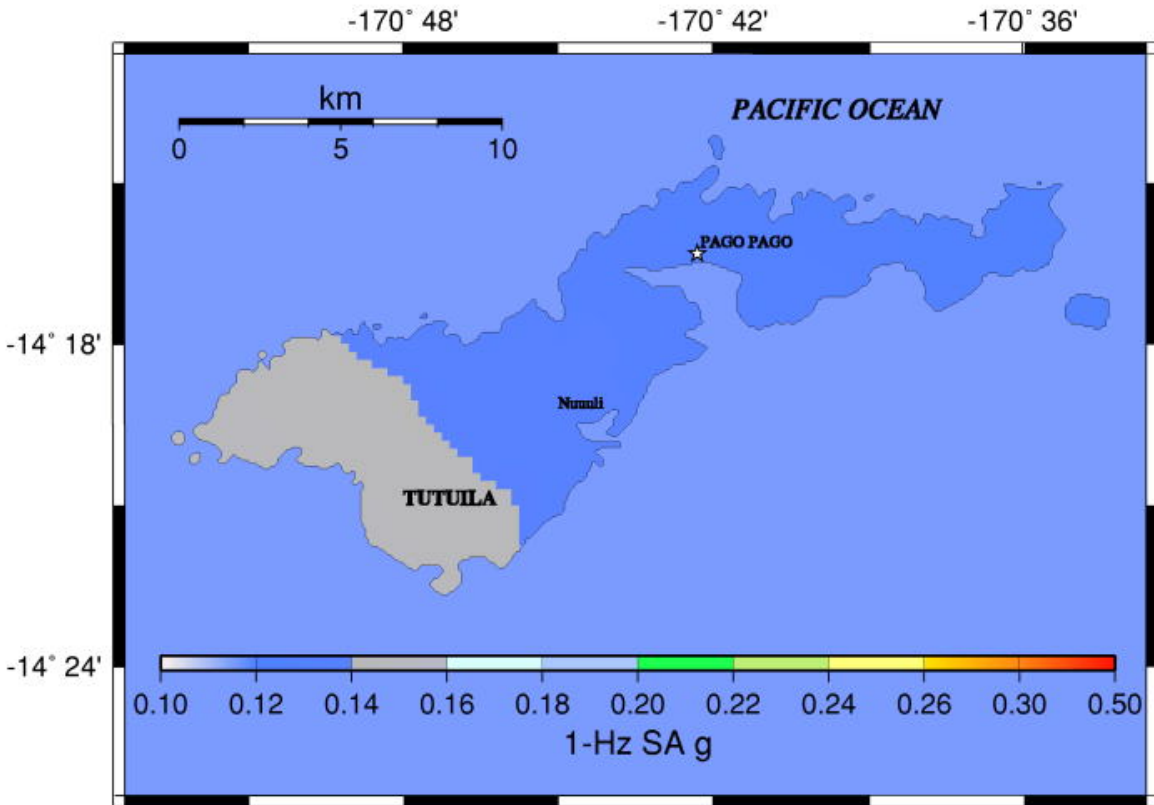 -170° 48' -170° 42' -170° 36'
km
0 5 10
PACIFIC OCEAN
PAGO PAGO
-14° 18'
Nuuuli
TUTUILA
-14° 24'
0.10 0.12 0.14 0.16 0.18 0.20 0.22 0.24 0.26 0.30 0.50
1-Hz SA g